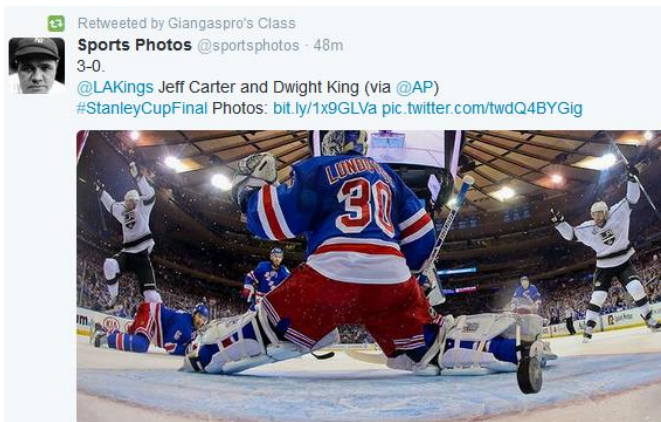 Retweeted by Giangaspro's Class
Sports Photos @sportsphotos · 48m
3-0.
@LAKings Jeff Carter and Dwight King (via @AP)
#StanleyCupFinal Photos: bit.ly/1x9GLVa pic.twitter.com/twdQ4BYGig
30
KIA